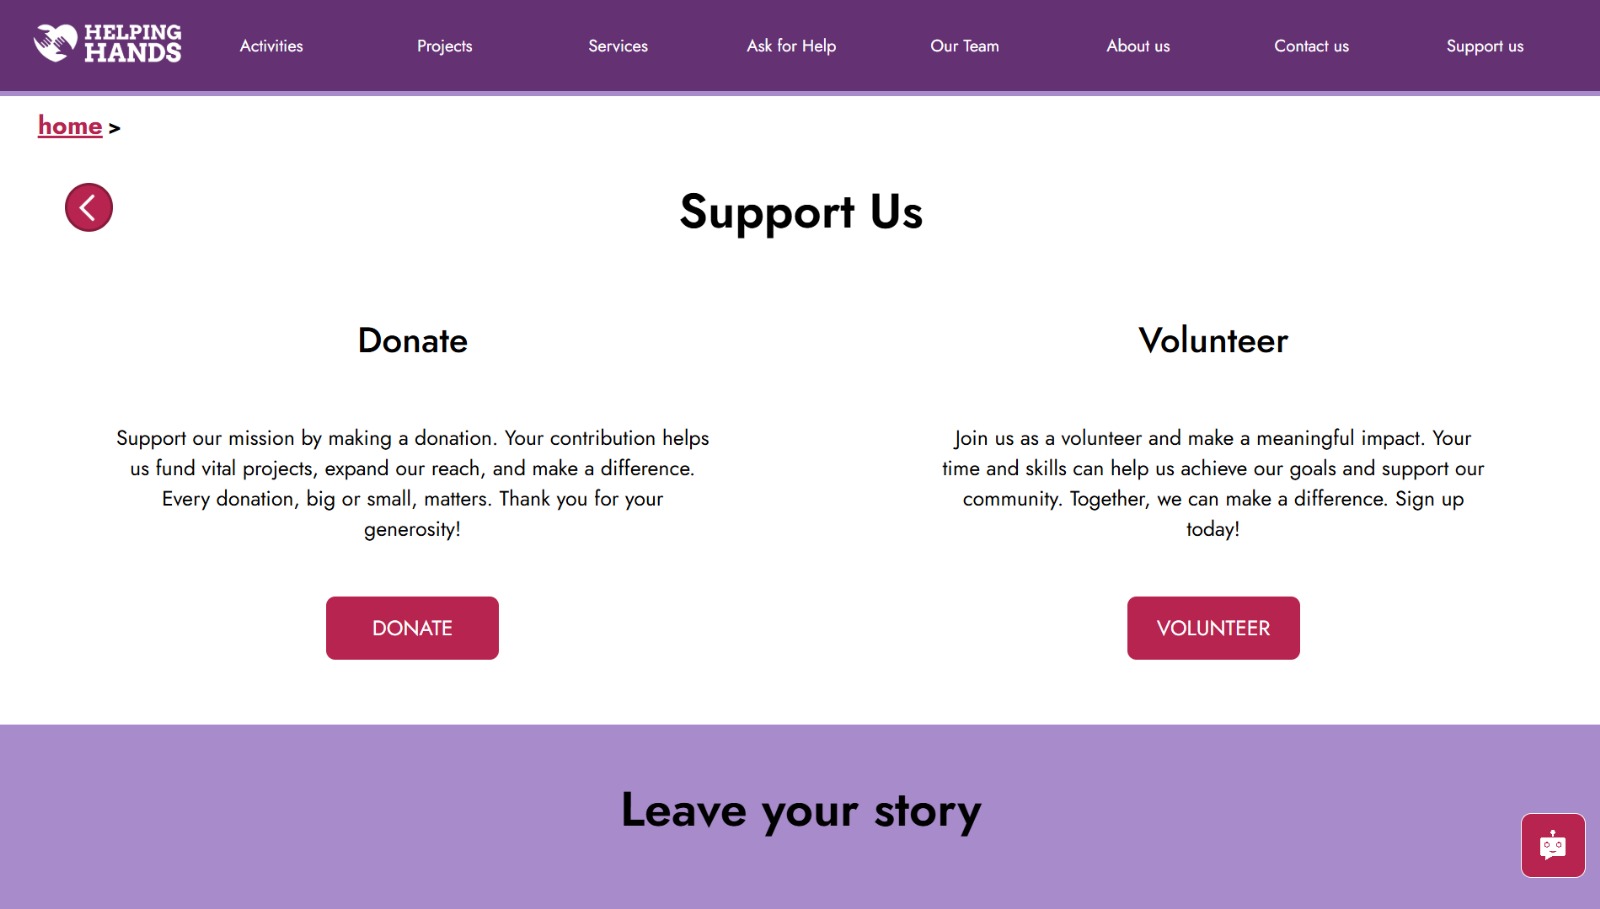 HELPING
HANDS
Activities
Projects
Services
Ask for Help
Our Team
About us
Contact us
Support us
home >
Support Us
Donate
Support our mission by making a donation. Your contribution helps
us fund vital projects, expand our reach, and make a difference.
Every donation, big or small, matters. Thank you for your
generosity!
DONATE
Volunteer
Join us as a volunteer and make a meaningful impact. Your
time and skills can help us achieve our goals and support our
community. Together, we can make a difference. Sign up
today!
VOLUNTEER
Leave your story